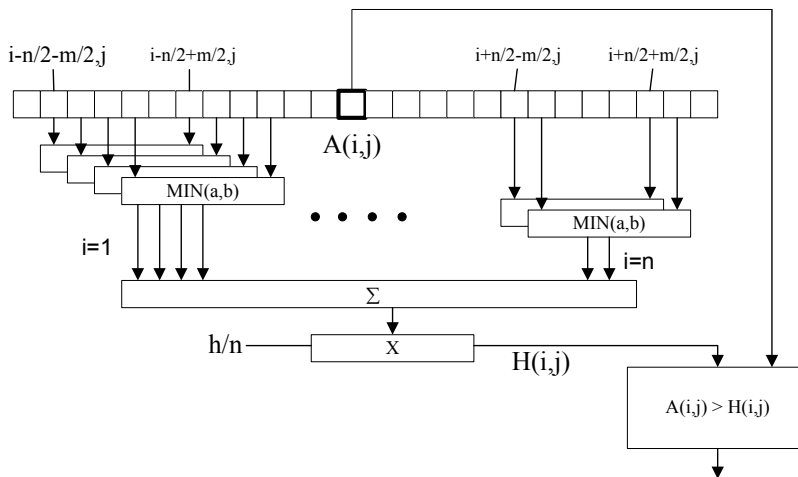 i-n/2-m/2,j
i-n/2+m/2,j
i+n/2-m/2,j
i+n/2+m/2,j
A(i,j)
MIN(a,b)
MIN(a,b)
i=1
i=n
Σ
h/n
X
H(i,j)
A(i,j) > H(i,j)